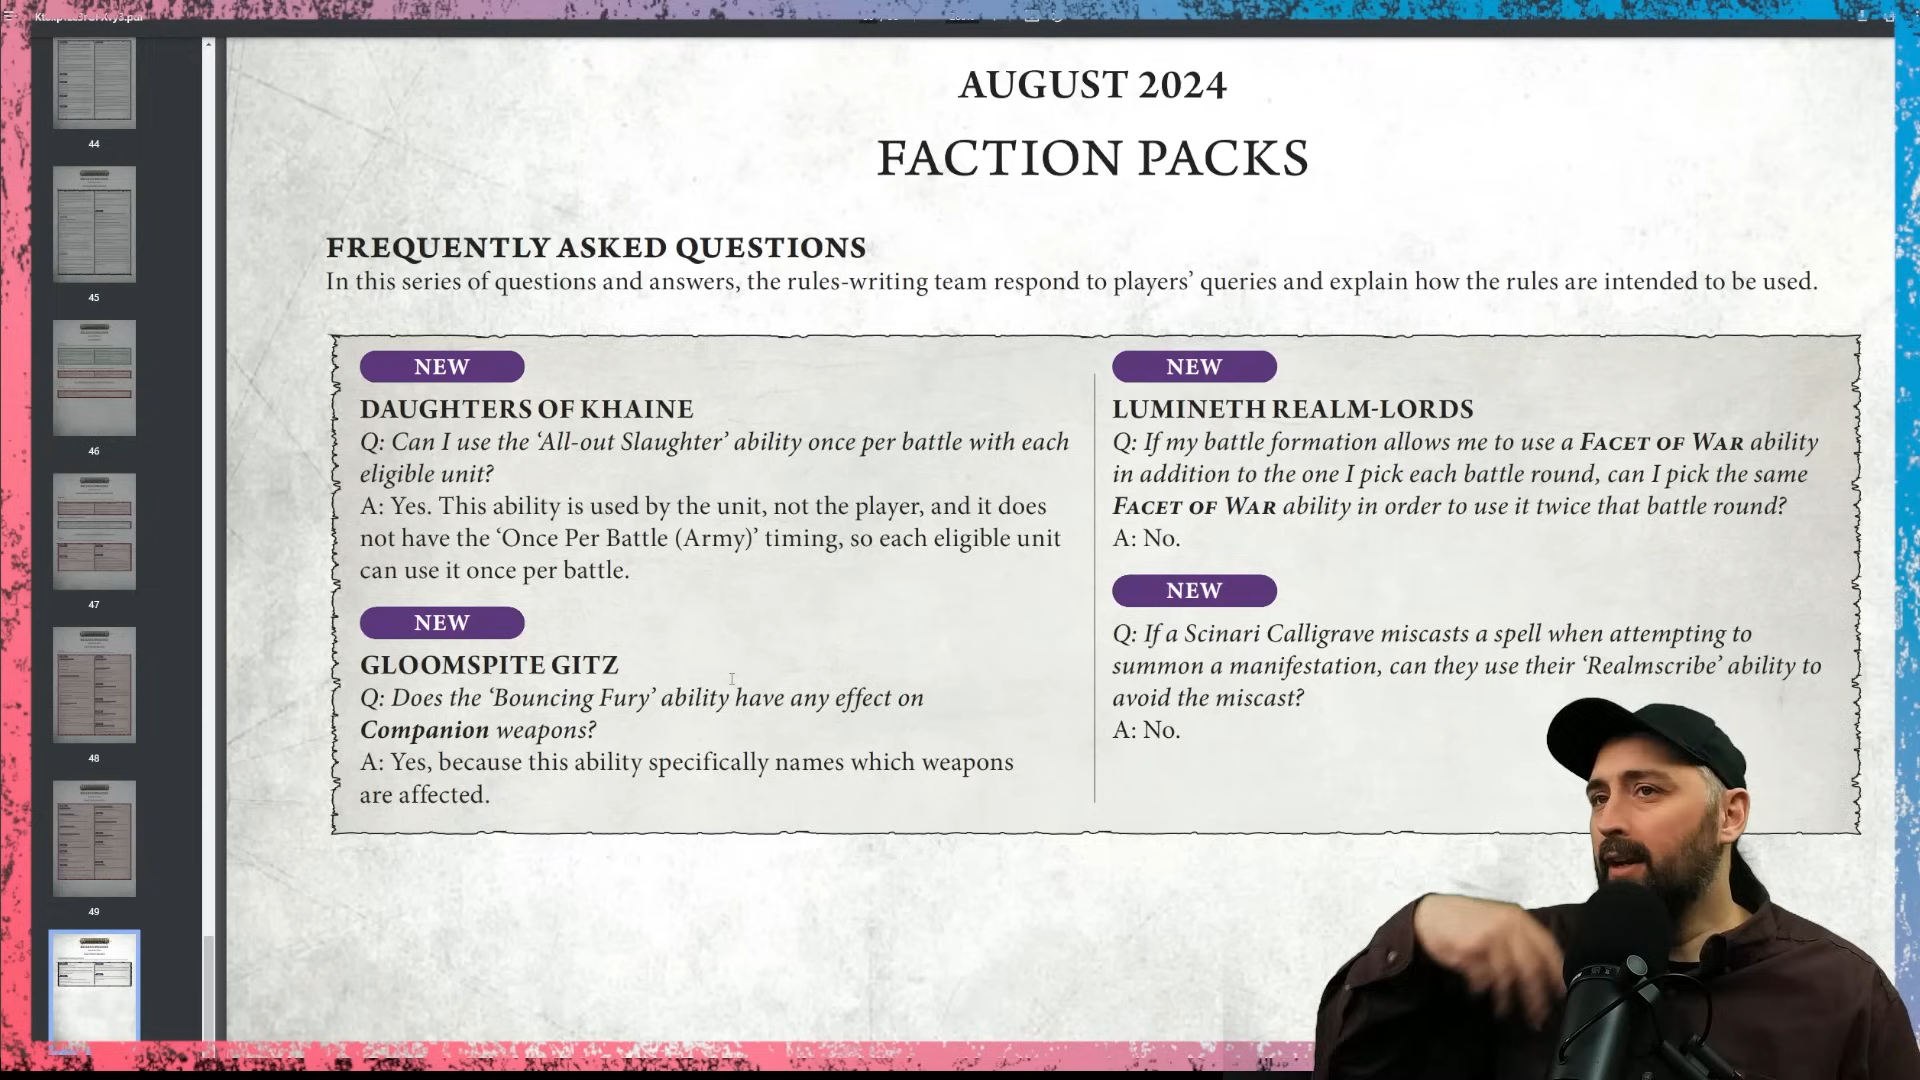 AUGUST 2024
FACTION PACKS
FREQUENTLY ASKED QUESTIONS
In this series of questions and answers, the rules-writing team respond to players’ queries and explain how the rules are intended to be used.
NEW
DAUGHTERS OF KHAINE
Q: Can I use the ‘All-out Slaughter’ ability once per battle with each
eligible unit?
A: Yes. This ability is used by the unit, not the player, and it does
not have the ‘Once Per Battle (Army)’ timing, so each eligible unit
can use it once per battle.
NEW
GLOOMSPITE GITZ
Q: Does the ‘Bouncing Fury’ ability have any effect on
Companion weapons?
A: Yes, because this ability specifically names which weapons
are affected.
NEW
LUMINETH REALM-LORDS
Q: If my battle formation allows me to use a FACET OF WAR ability
in addition to the one I pick each battle round, can I pick the same
FACET OF WAR ability in order to use it twice that battle round?
A: No.
NEW
Q: If a Scinari Calligrave miscasts a spell when attempting to
summon a manifestation, can they use their ‘Realmscribe’ ability to
avoid the miscast?
A: No.
44
45
46
47
48
49